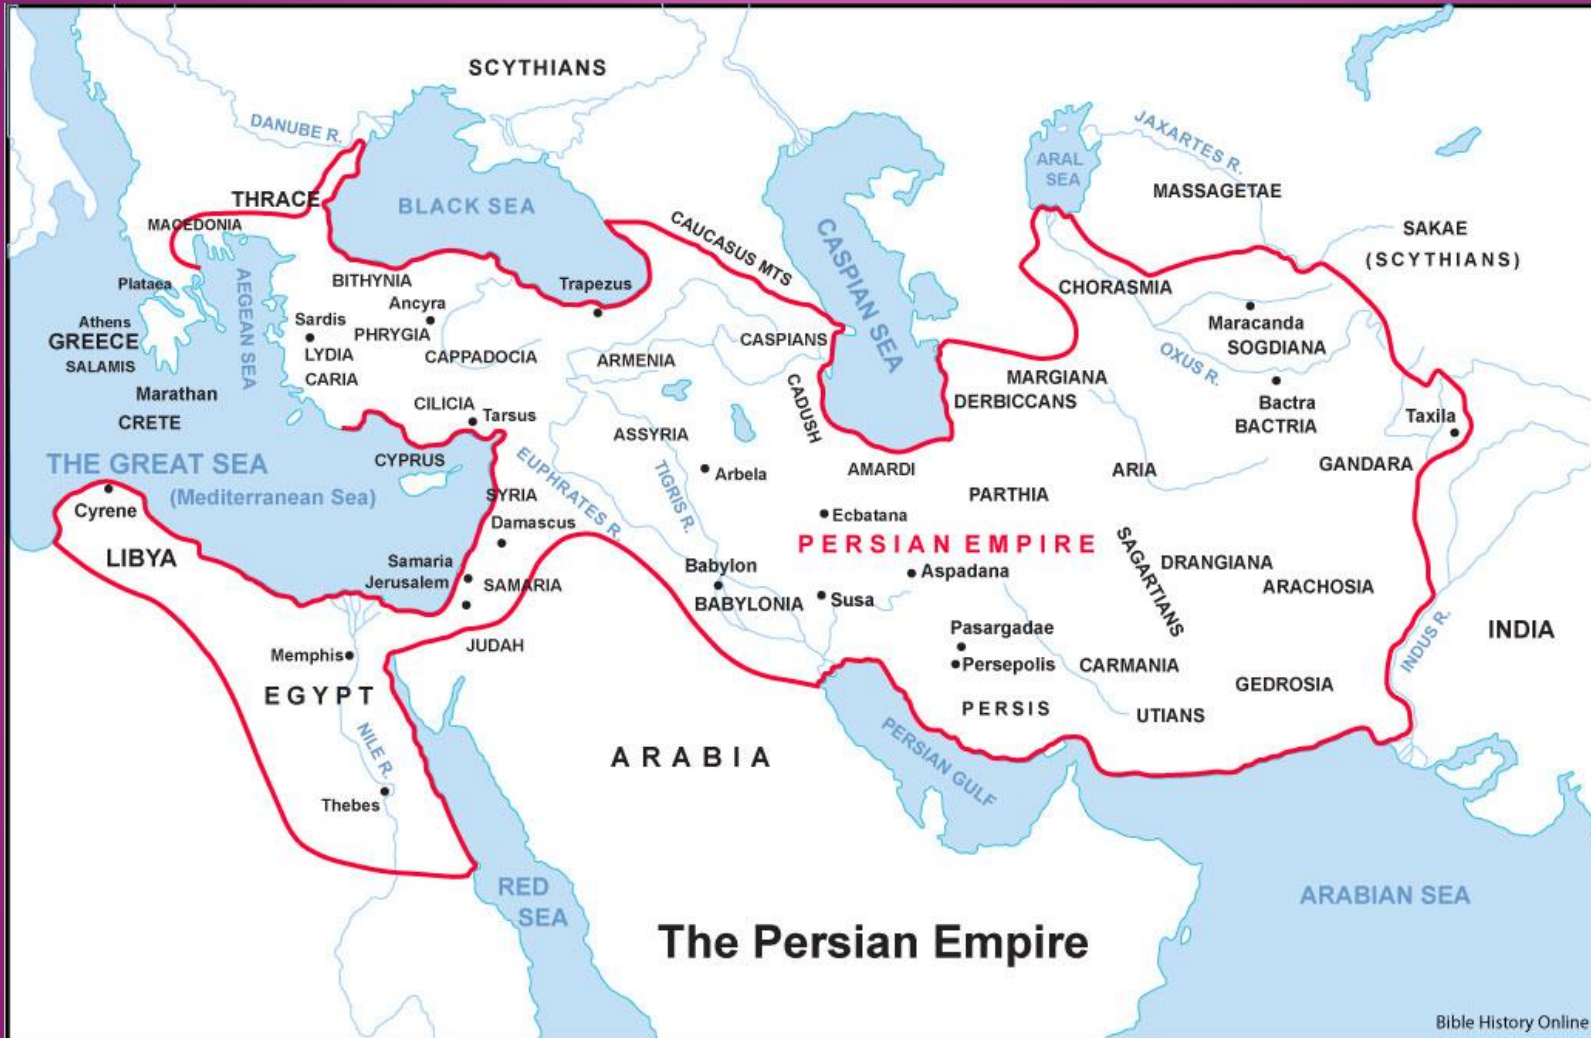 SCYTHIANS
DANUBE R.
JAXARTES R.
ARAL
SEA
MASSAGETAE
THRACE
BLACK SEA
MACEDONIA
CAUCASUS MTS
CASPIAN SEA
SAKAE
(SCYTHIANS)
Plataea
AEGEAN SEA
BITHYNIA
Trapezus
CHORASMIA
Ancyra
Athens
GREECE
SALAMIS
Sardis
PHRYGIA
LYDIA
CARIA
CAPPADOCIA
ARMENIA
CASPIANS
Maracanda
SOGDIANA
OXUS R.
MARGIANA
DERBICCANS
Marathan
CRETE
CILICIA
Tarsus
CADUSH
Bactra
BACTRIA
Taxila
ASSYRIA
THE GREAT SEA
(Mediterranean Sea)
CYPRUS
EUPHRATES R.
TIGRIS R.
Arbela
AMARDI
ARIA
GANDARA
PARTHIA
Cyrene
SYRIA
Damascus
Ecbatana
LIBYA
PERSIAN EMPIRE
SAGARTIANS
Samaria
Jerusalem
SAMARIA
Babylon
BABYLONIA
Aspadana
Susa
DRANGIANA
ARACHOSIA
INDUS R.
INDIA
JUDAH
Memphis
Pasargadae
Persepolis
CARMANIA
GEDROSIA
EGYPT
PERSIS
UTIANS
NILE R.
ARABIA
PERSIAN GULF
Thebes
RED
SEA
ARABIAN SEA
The Persian Empire
Bible History Online